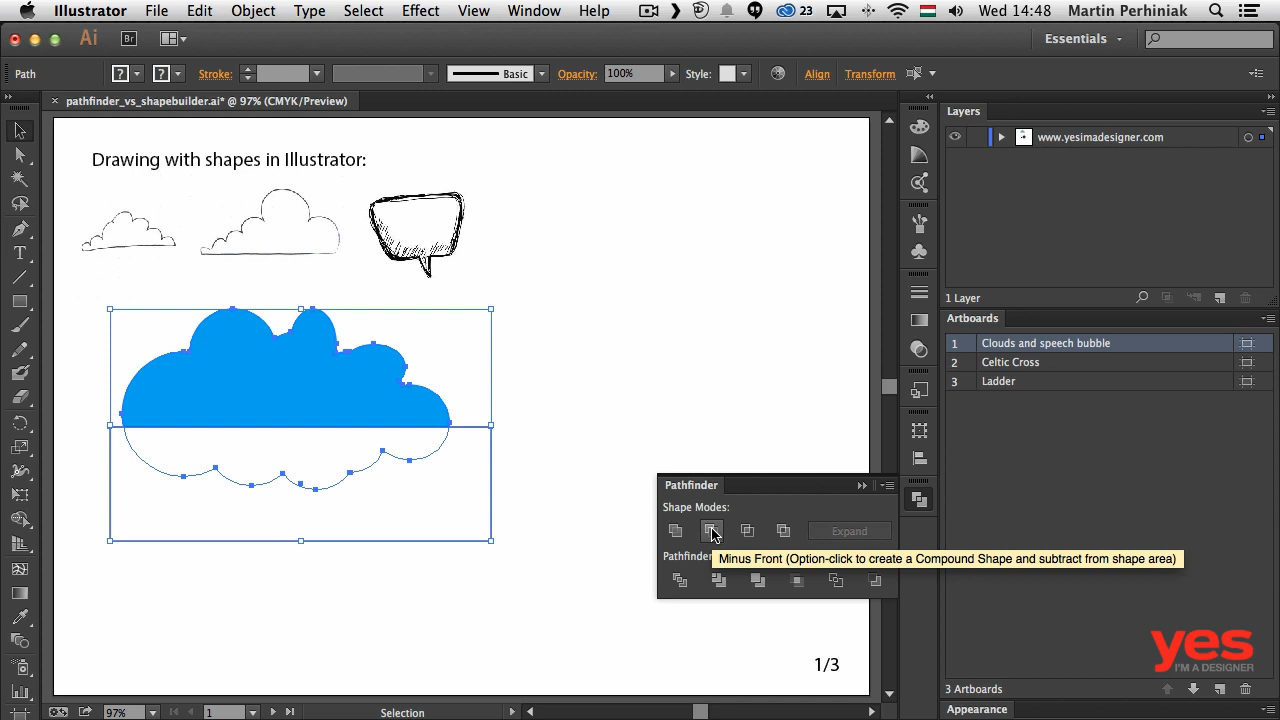 Illustrator File Edit Object Type Select Effect View Window Help 23 Wed 14:48 Martin Perhiniak
Ai Br Essentials
Path ? ? Stroke: Basic Opacity: 100% Style: Align Transform
× pathfinder_vs_shapebuilder.ai* @ 97% (CMYK/Preview)
Layers
www.yesimadesigner.com
Drawing with shapes in Illustrator:
1 Layer
Artboards
1 Clouds and speech bubble
2 Celtic Cross
3 Ladder
Pathfinder
Shape Modes:
Expand
Pathfinder
Minus Front (Option-click to create a Compound Shape and subtract from shape area)
1/3
yes
I'M A DESIGNER
3 Artboards
Appearance
97% 1 Selection